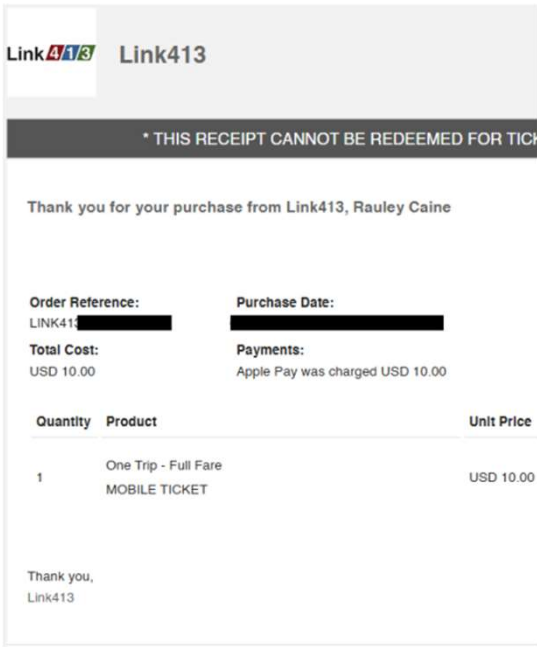 Link413 Link413
* THIS RECEIPT CANNOT BE REDEEMED FOR
Thank you for your purchase from Link413, Rauley Caine
Order Reference: Purchase Date:
LINK413
Total Cost: Payments:
USD 10.00 Apple Pay was charged USD 10.00
Quantity Product Unit Price
1 One Trip - Full Fare USD 10.00
MOBILE TICKET
Thank you,
Link413